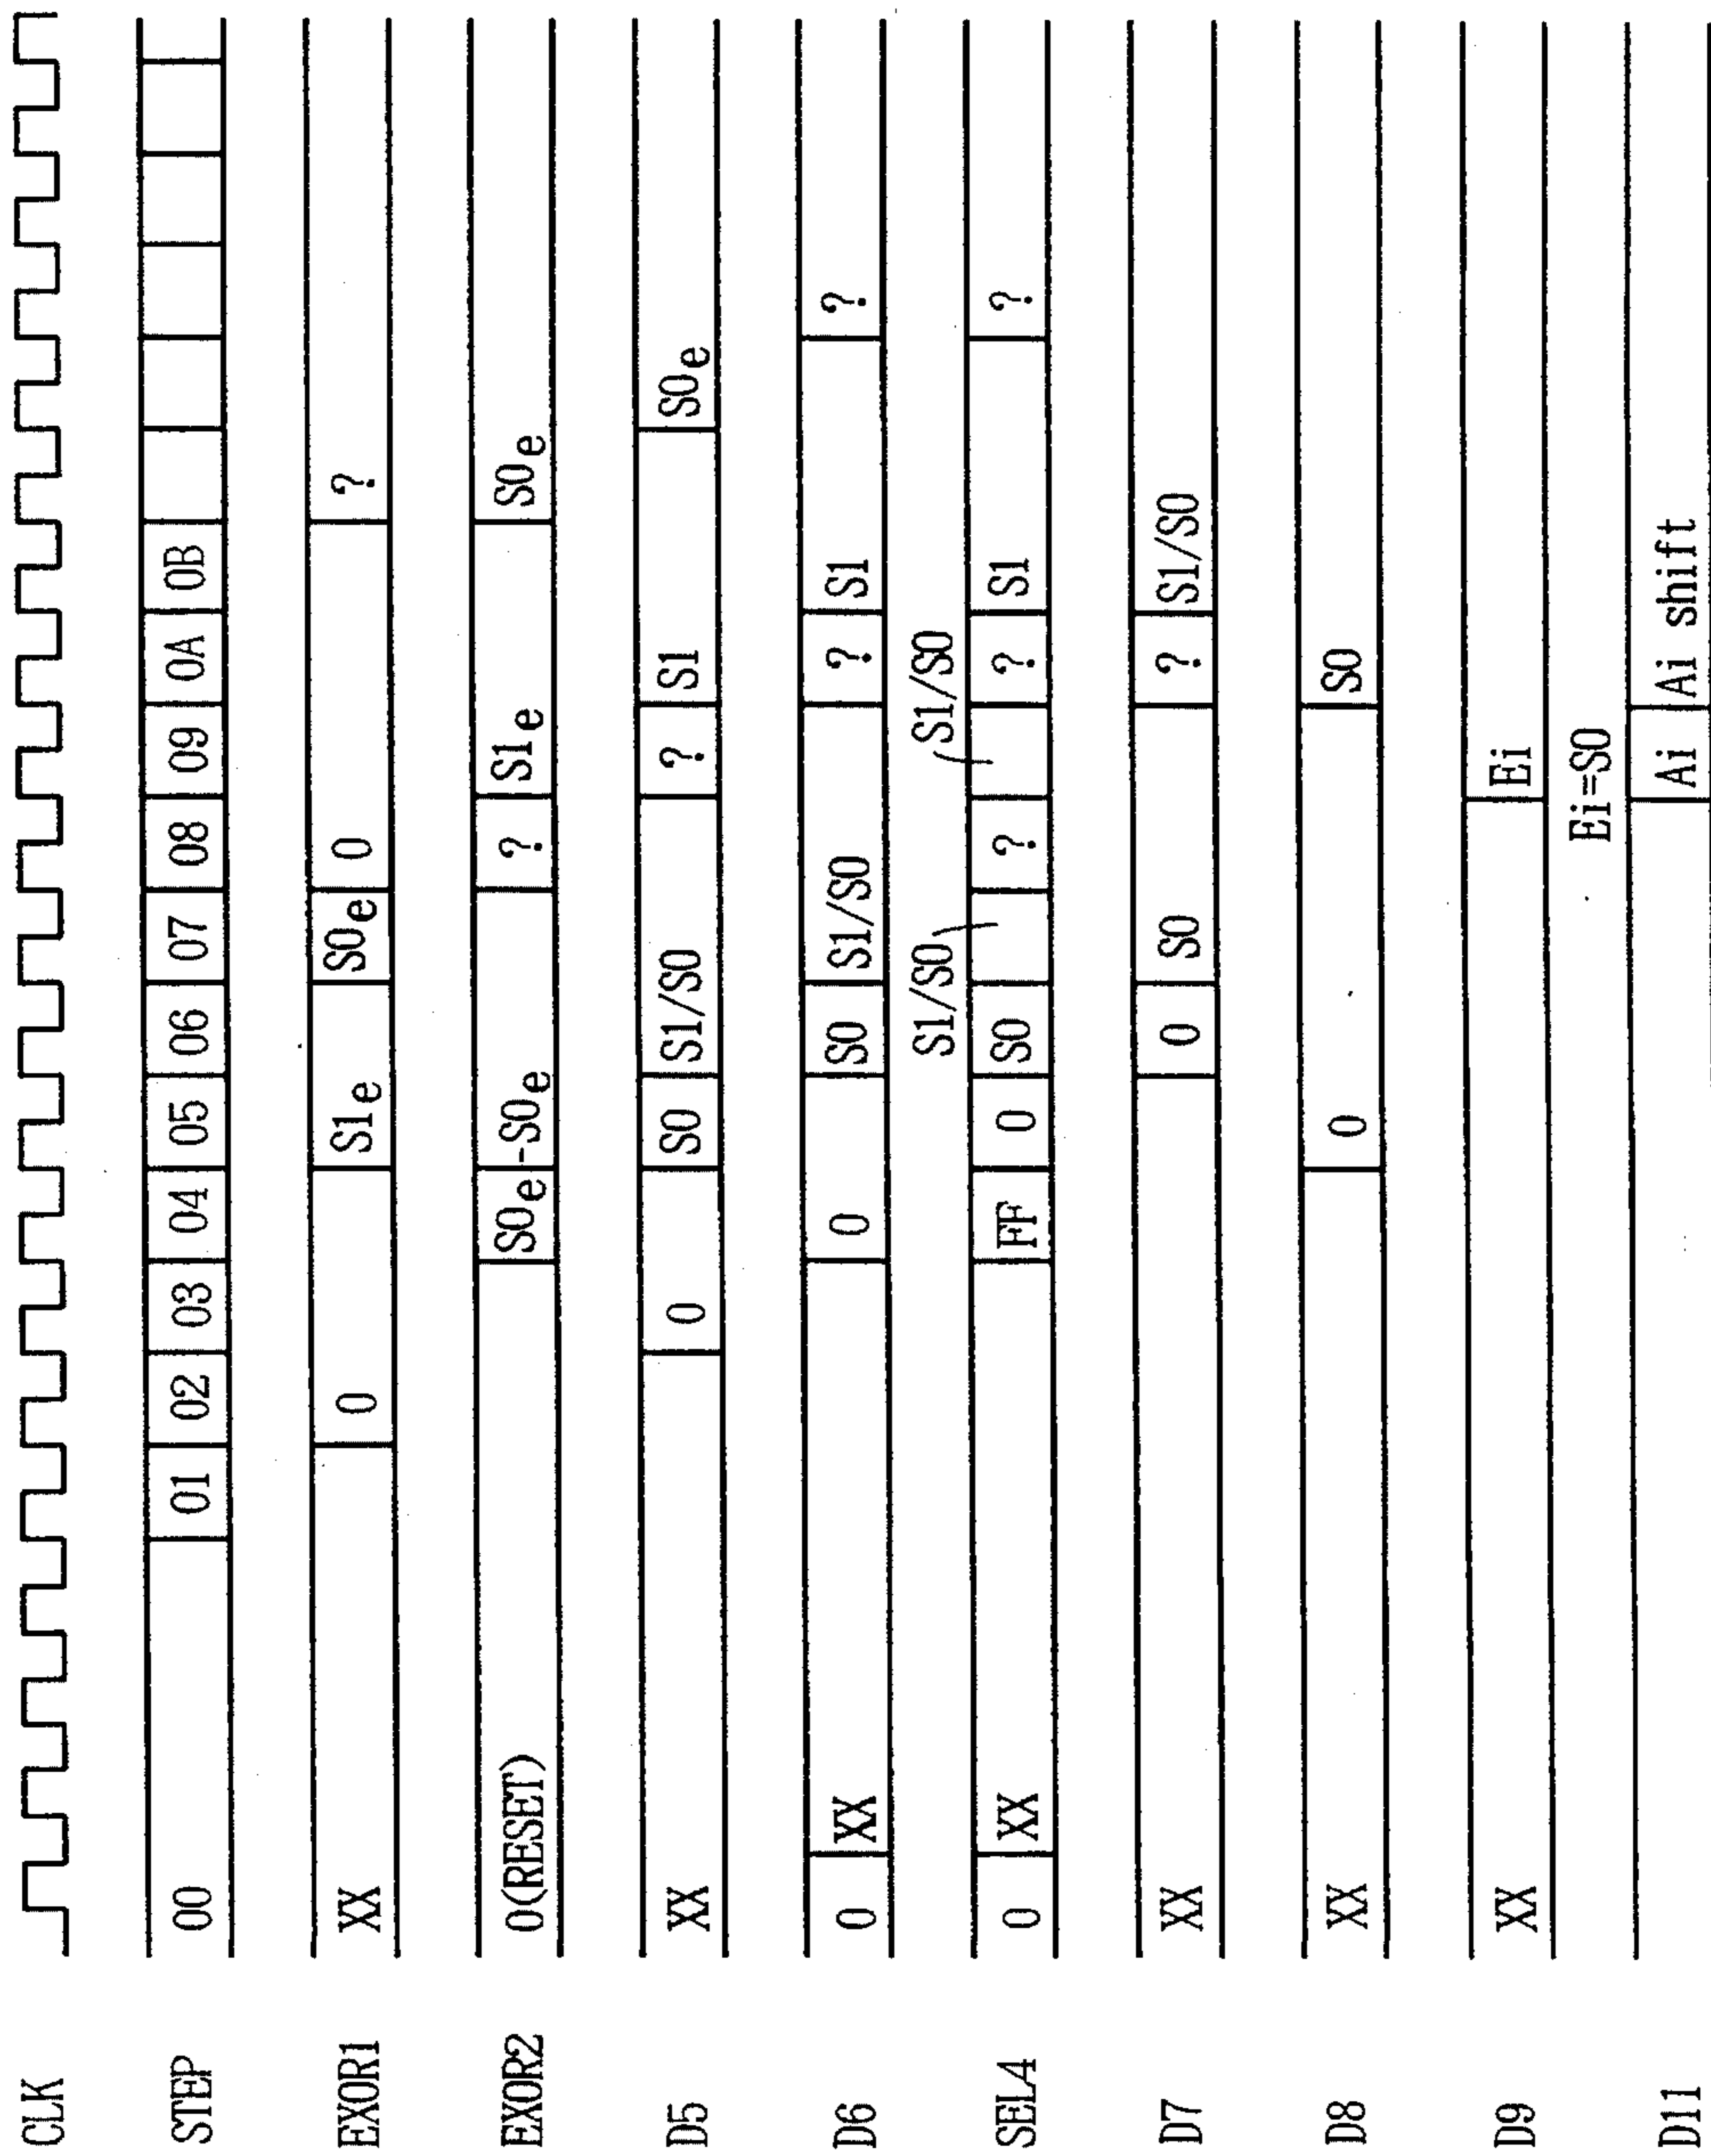 CLK
STEP 00 01 02 03 04 05 06 07 08 09 0A 0B
EXOR1 XX 0 S1e S0e 0 ?
EXOR2 0(RESET) S0e -S0e ? S1e S0e
D5 XX 0 S0 S1/S0 ? S1 S0e
D6 0 XX 0 S0 S1/S0 ? S1 ?
S1/S0 S1/S0
SEL4 0 XX FF 0 S0 ? ? S1 ?
D7 XX 0 S0 ? S1/S0
D8 XX 0 S0
D9 XX Ei
Ei=S0
D11 Ai Ai shift